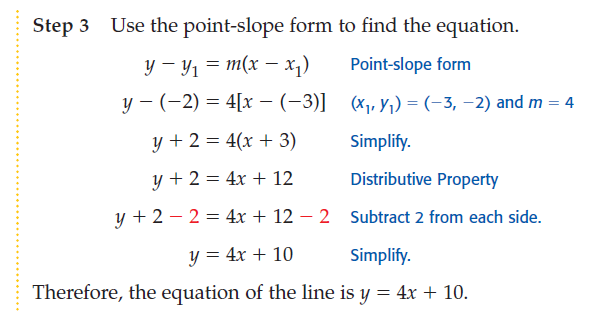 Step 3 Use the point-slope form to find the equation.
y − y₁ = m(x − x₁) Point-slope form
y − (−2) = 4[x − (−3)] (x₁, y₁) = (−3, −2) and m = 4
y + 2 = 4(x + 3) Simplify.
y + 2 = 4x + 12 Distributive Property
y + 2 − 2 = 4x + 12 − 2 Subtract 2 from each side.
y = 4x + 10 Simplify.
Therefore, the equation of the line is y = 4x + 10.